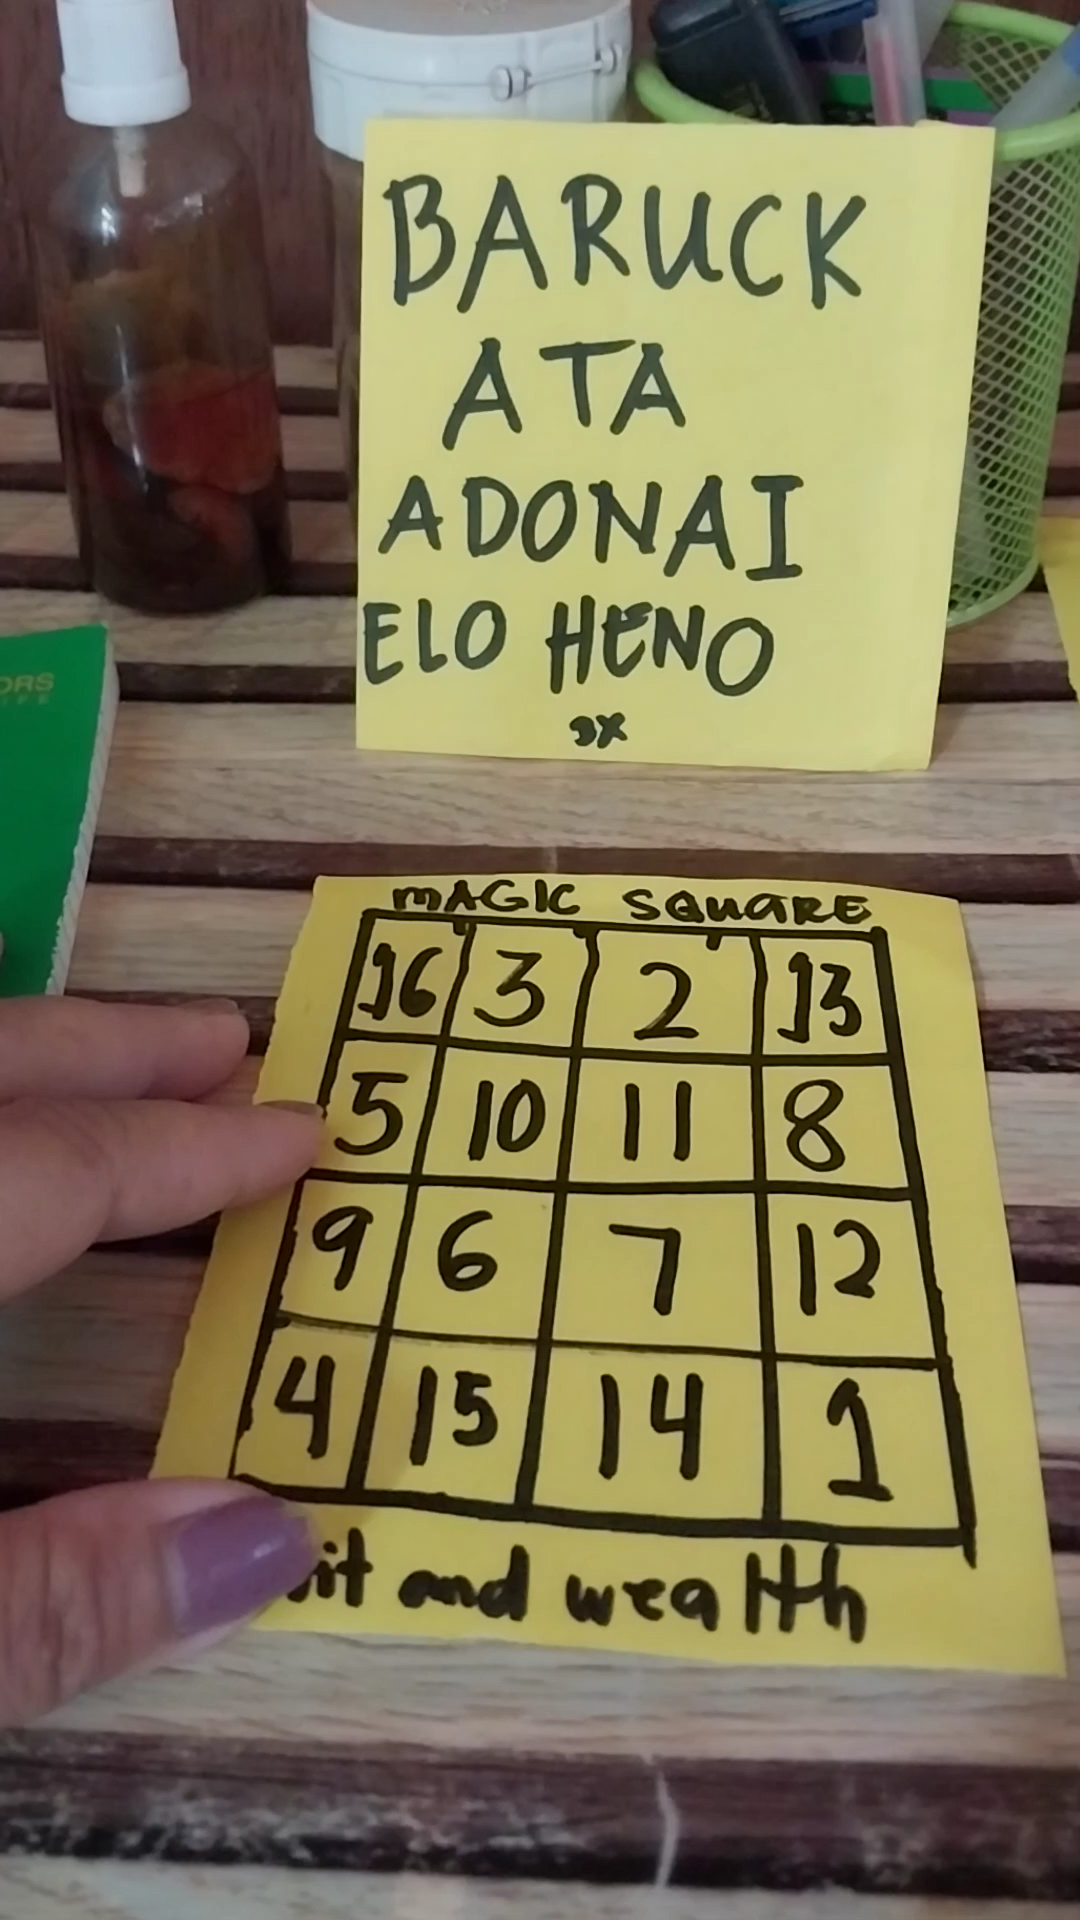 BARUCK
ATA
ADONAI
ELO HENO
3X
ORS
MAGIC SQUARE
16 3 2 13
5 10 11 8
9 6 7 12
4 15 14 1
and wealth